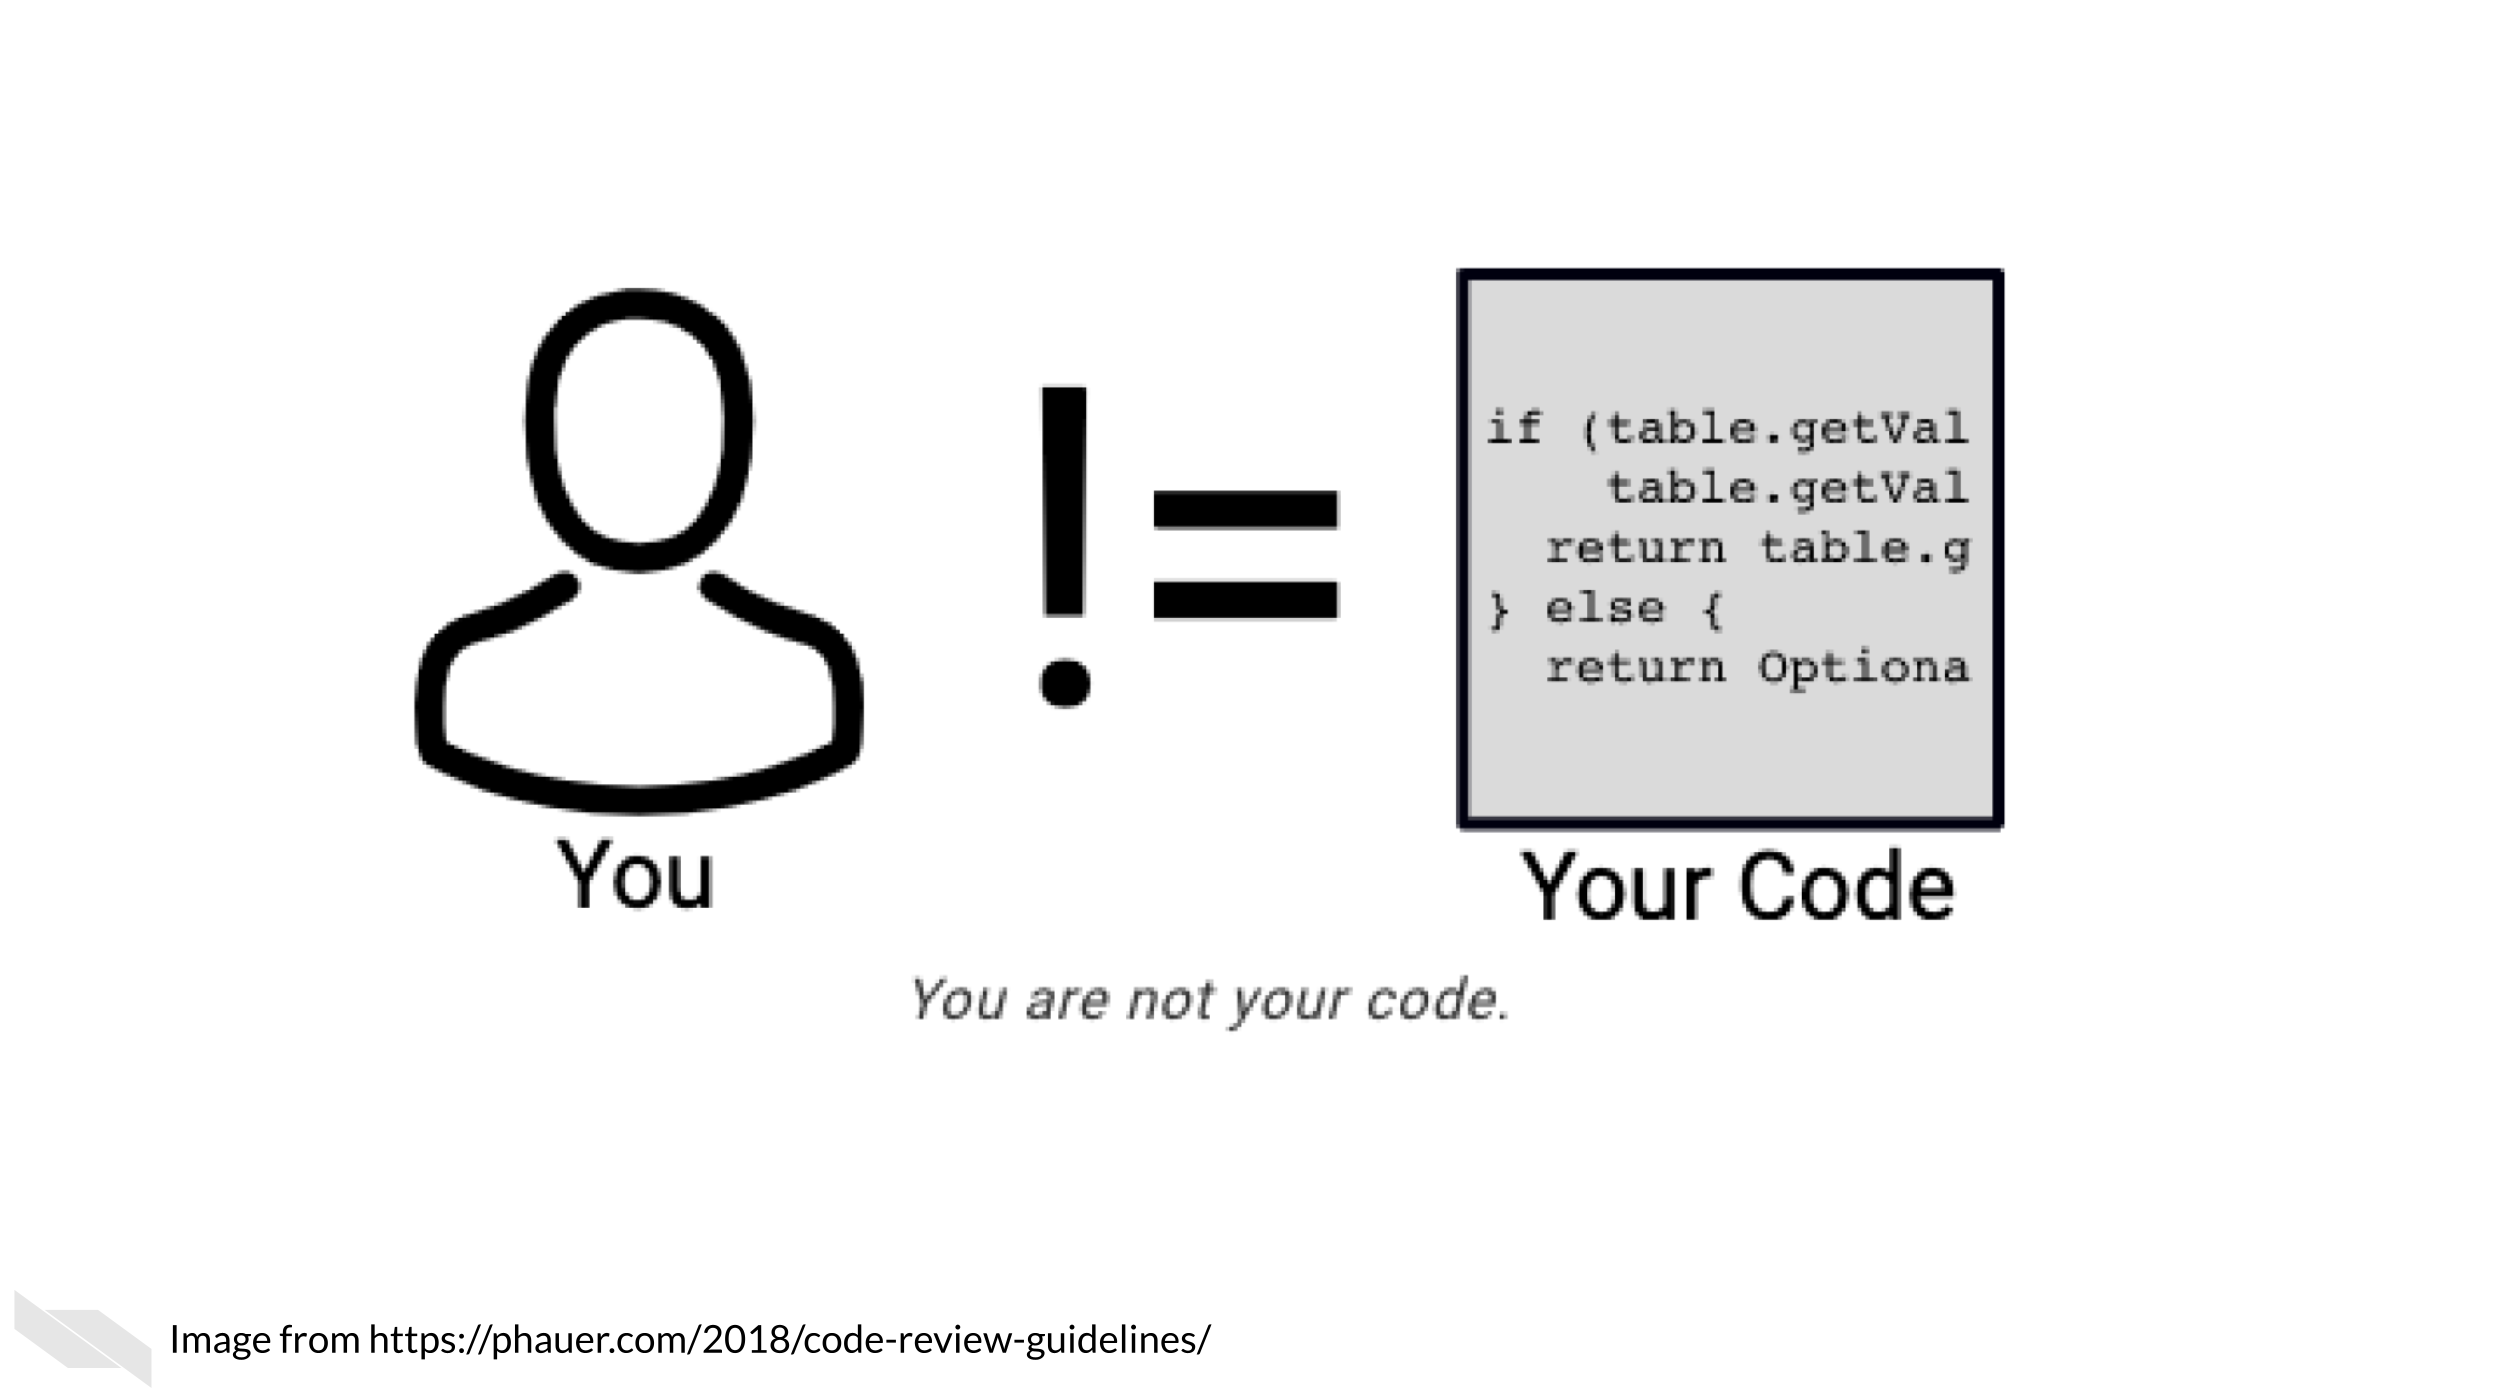 !=
if (table.getVal
table.getVal
return table.g
} else {
return Optiona
You
Your Code
You are not your code.
Image from https://phauer.com/2018/code-review-guidelines/